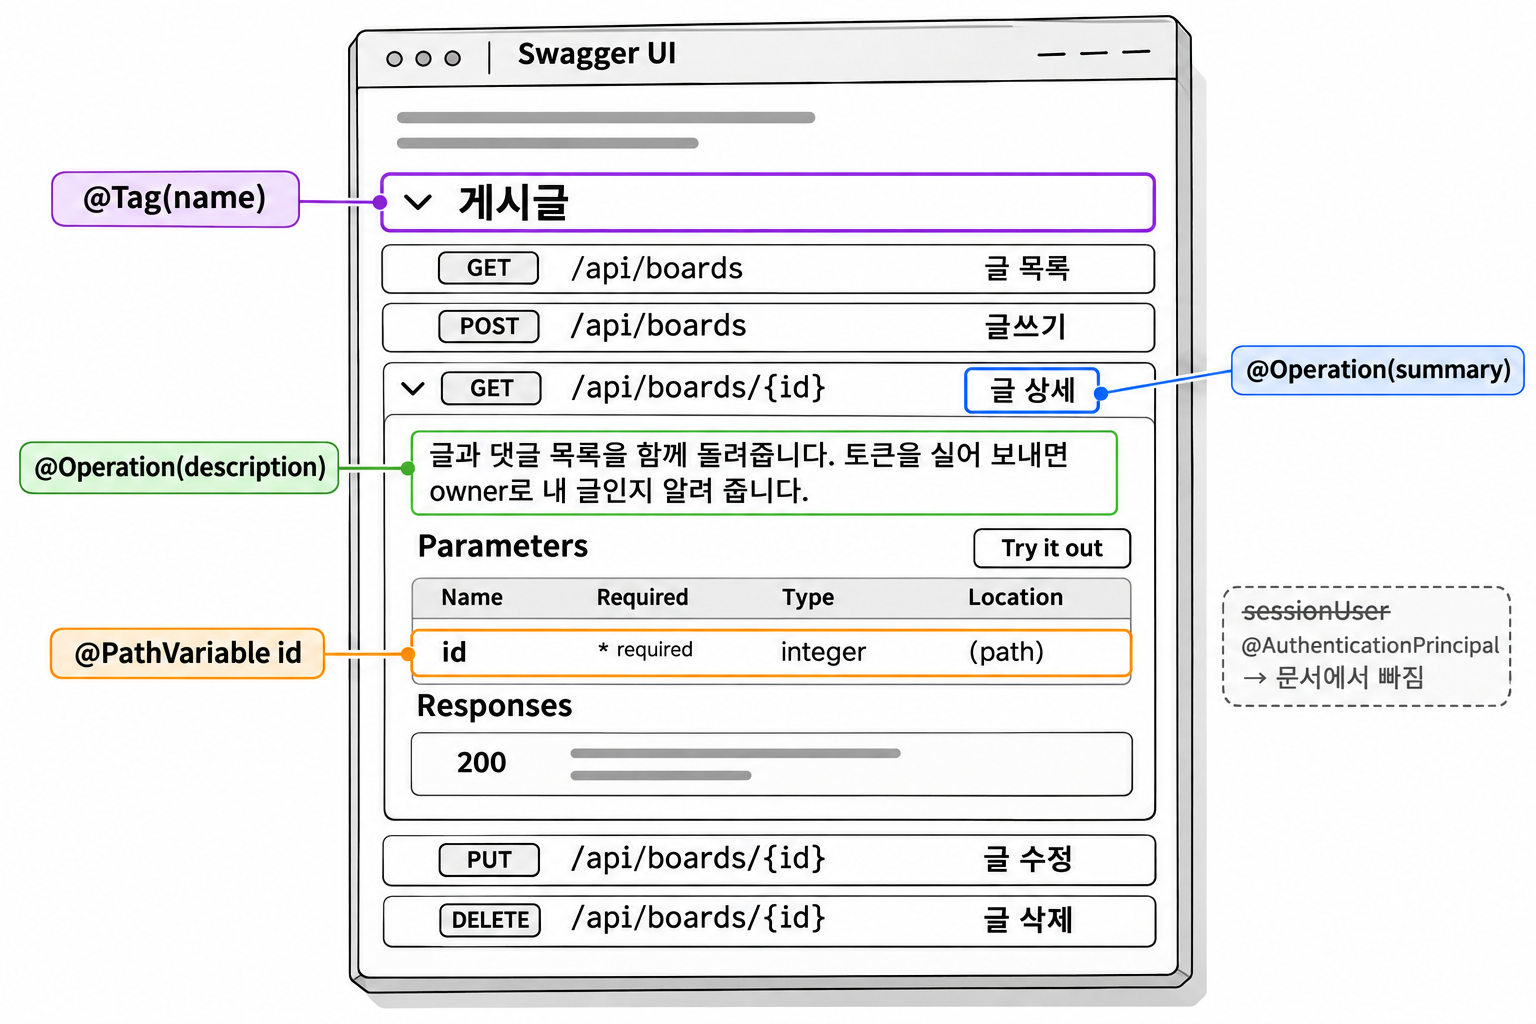 Swagger UI
@Tag(name)
게시글
GET /api/boards 글 목록
POST /api/boards 글쓰기
GET /api/boards/{id} 글 상세
@Operation(summary)
@Operation(description)
글과 댓글 목록을 함께 돌려줍니다. 토큰을 실어 보내면
owner로 내 글인지 알려 줍니다.
Parameters
Try it out
Name Required Type Location
@PathVariable id
id * required integer (path)
sessionUser
@AuthenticationPrincipal
→ 문서에서 빠짐
Responses
200
PUT /api/boards/{id} 글 수정
DELETE /api/boards/{id} 글 삭제